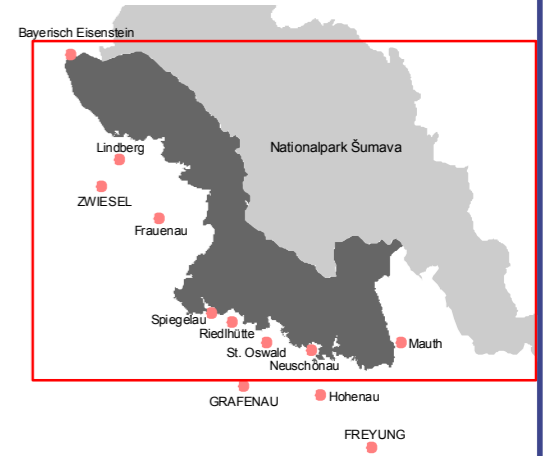 Bayerisch Eisenstein
Lindberg
Nationalpark Šumava
ZWIESEL
Frauenau
Spiegelau
Riedlhütte
St. Oswald
Mauth
Neuschönau
GRAFENAU
Hohenau
FREYUNG